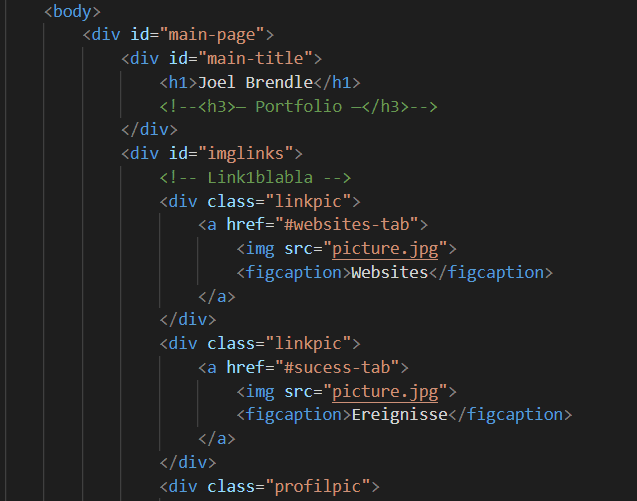 <body>
<div id="main-page">
<div id="main-title">
<h1>Joel Brendle</h1>
<!--<h3>— Portfolio —</h3>-->
</div>
<div id="imglinks">
<!-- Link1blabla -->
<div class="linkpic">
<a href="#websites-tab">
<img src="picture.jpg">
<figcaption>Websites</figcaption>
</a>
</div>
<div class="linkpic">
<a href="#sucess-tab">
<img src="picture.jpg">
<figcaption>Ereignisse</figcaption>
</a>
</div>
<div class="profilpic">